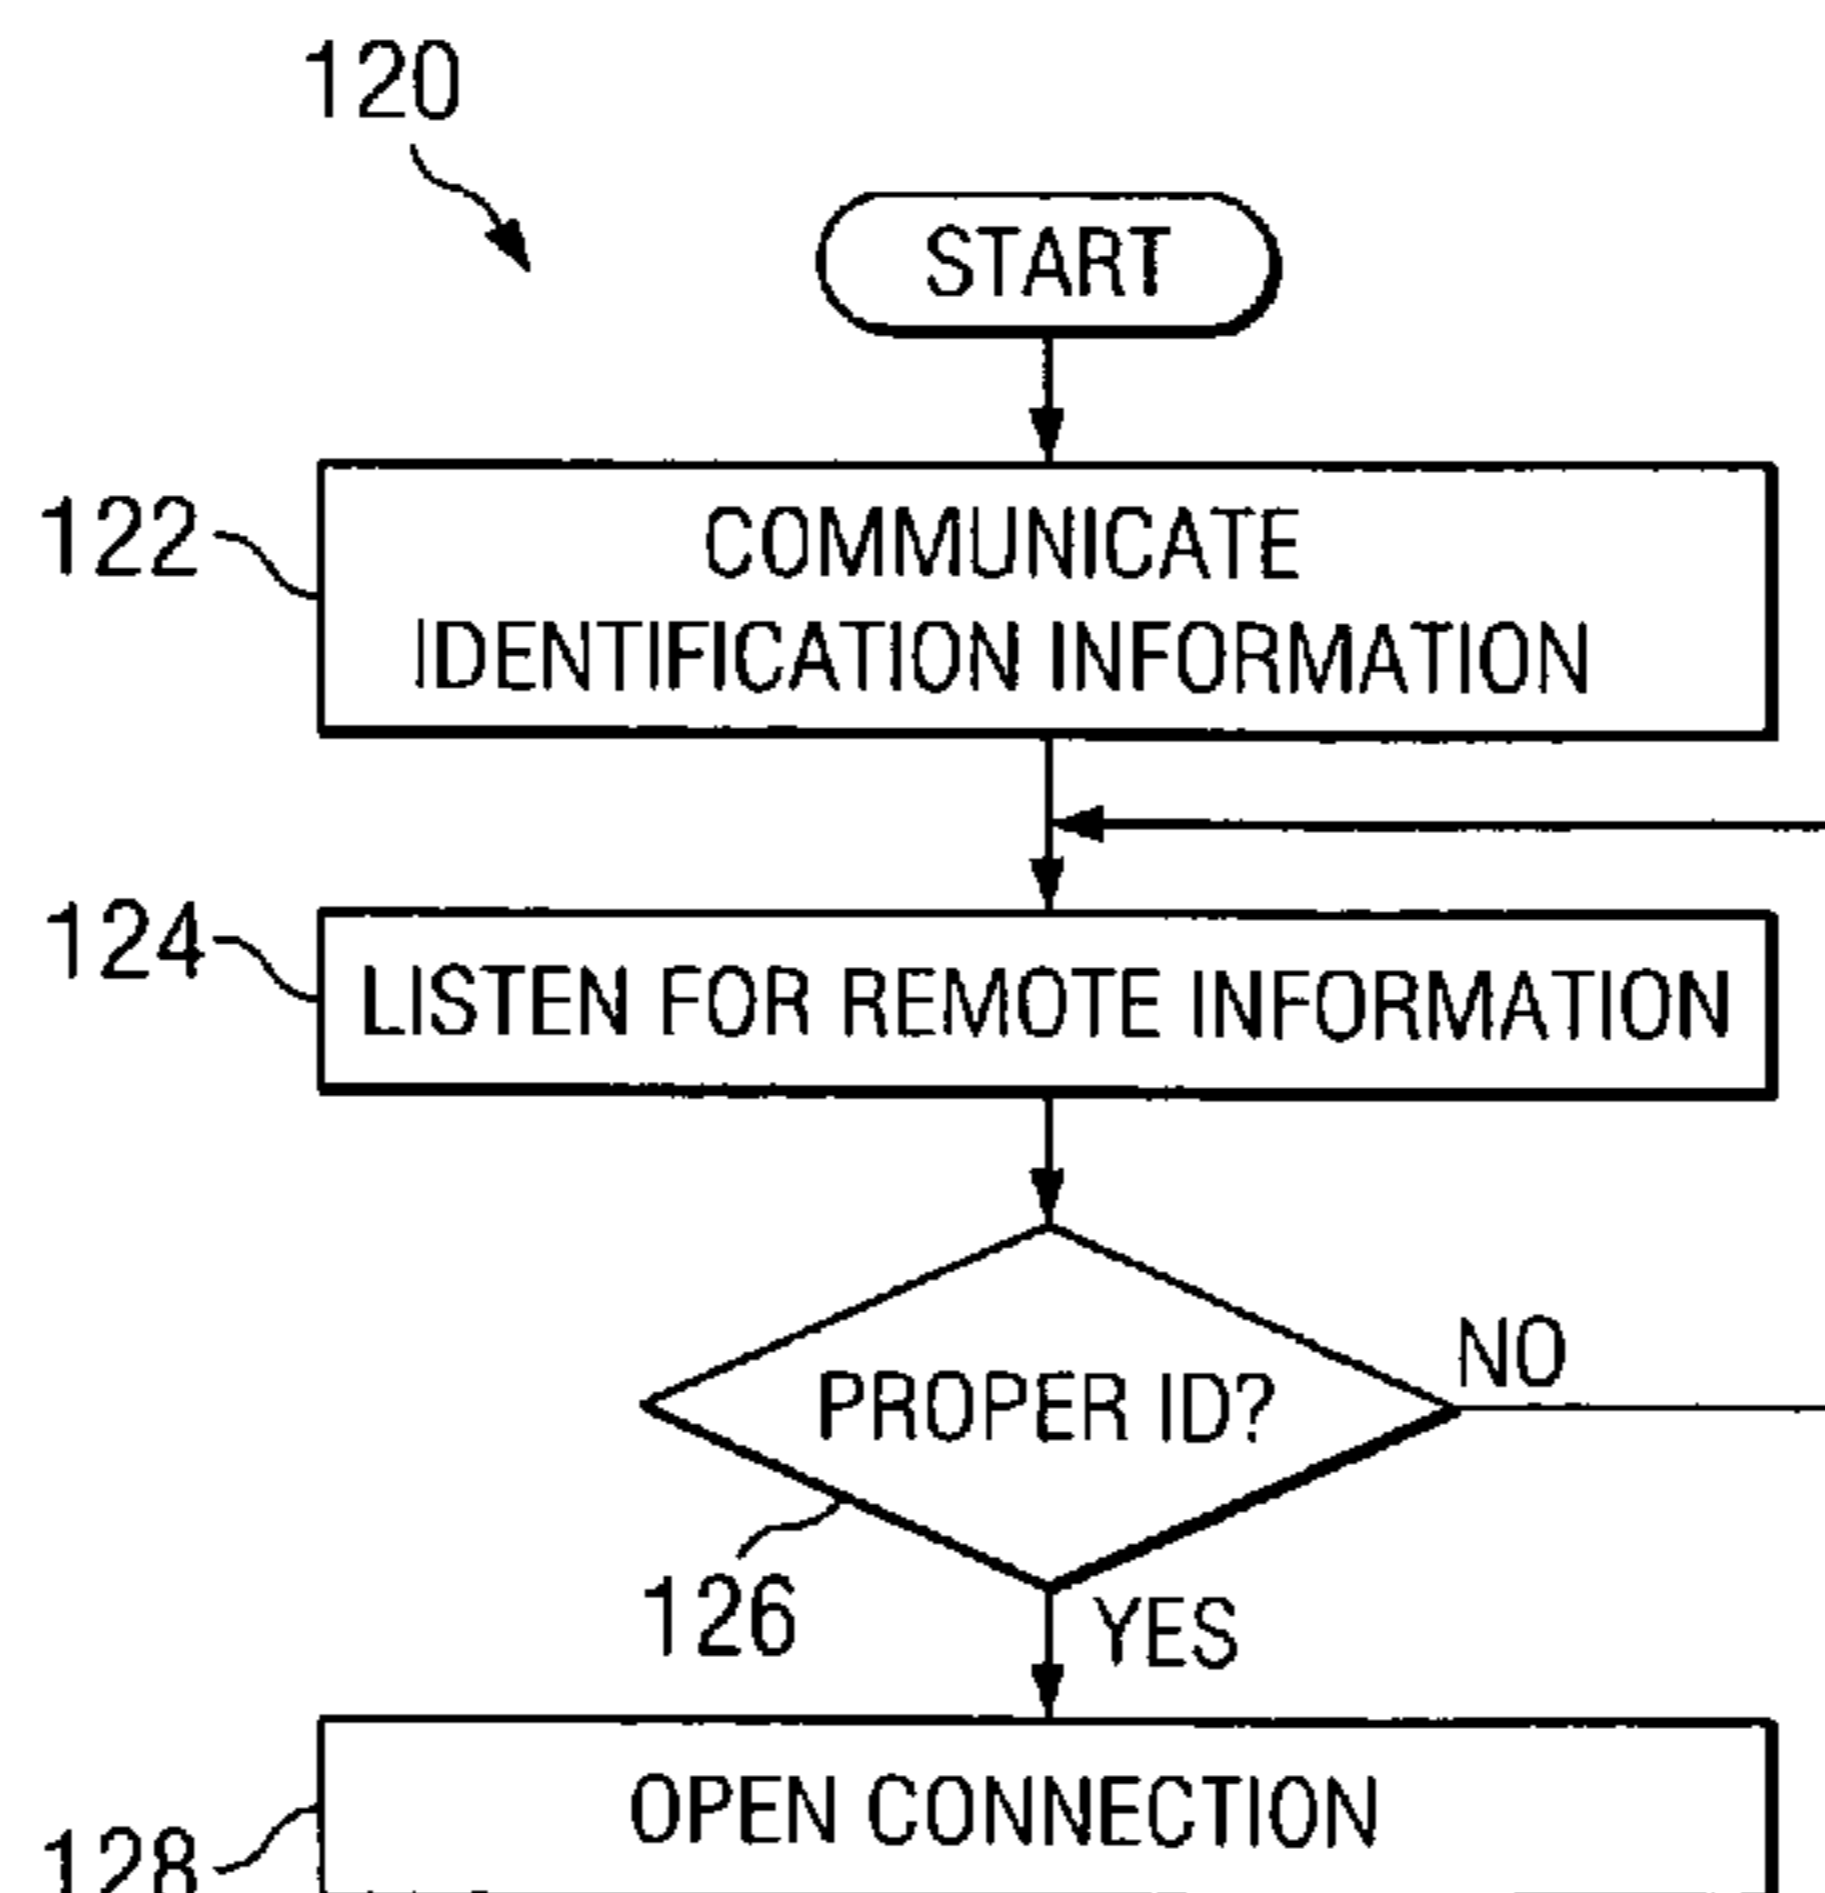 120
START
122
COMMUNICATE
IDENTIFICATION INFORMATION
124
LISTEN FOR REMOTE INFORMATION
PROPER ID?
NO
126
YES
OPEN CONNECTION
128